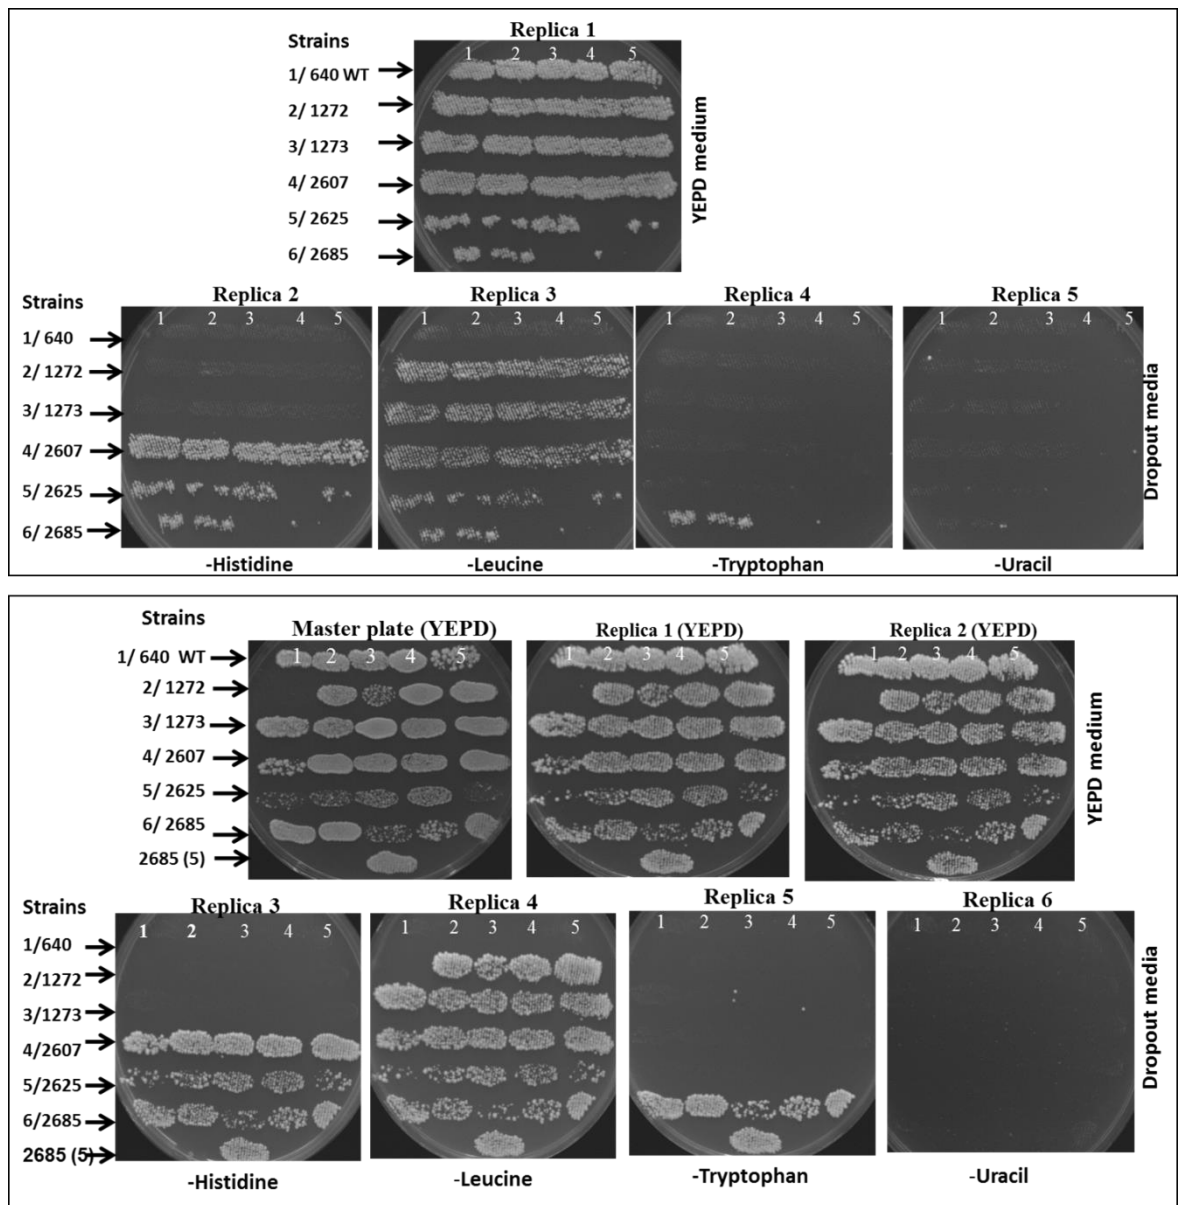 Replica 1
Strains
1 2 3 4 5
1/ 640 WT
2/ 1272
3/ 1273
4/ 2607
5/ 2625
6/ 2685
YEPD medium
Strains
Replica 2
Replica 3
Replica 4
Replica 5
1 2 3 4 5
1 2 3 4 5
1 2 3 4 5
1 2 3 4 5
1/ 640
2/ 1272
3/ 1273
4/ 2607
5/ 2625
6/ 2685
Dropout media
-Histidine
-Leucine
-Tryptophan
-Uracil
Strains
Master plate (YEPD)
Replica 1 (YEPD)
Replica 2 (YEPD)
1 2 3 4 5
1 2 3 4 5
1 2 3 4 5
1/ 640 WT
2/ 1272
3/ 1273
4/ 2607
5/ 2625
6/ 2685
2685 (5)
YEPD medium
Strains
Replica 3
Replica 4
Replica 5
Replica 6
1 2 3 4 5
1 2 3 4 5
1 2 3 4 5
1 2 3 4 5
1/640
2/1272
3/1273
4/2607
5/2625
6/2685
2685 (5)
Dropout media
-Histidine
-Leucine
-Tryptophan
-Uracil